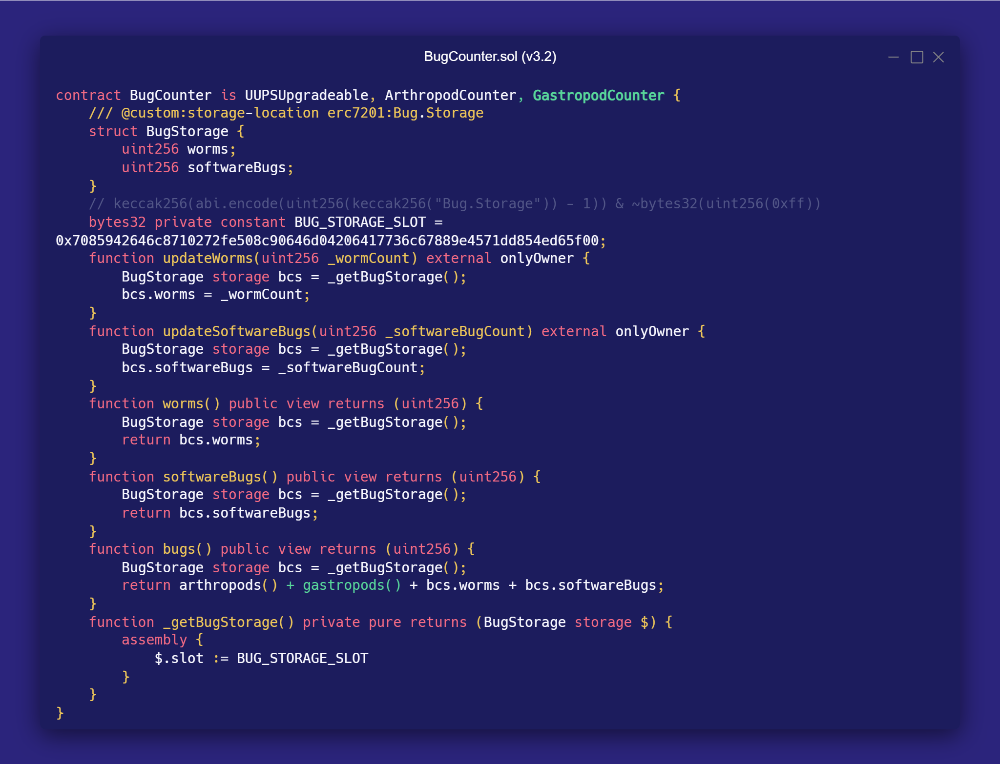 BugCounter.sol (v3.2)
contract BugCounter is UUPSUpgradeable, ArthropodCounter, GastropodCounter {
    /// @custom:storage-location erc7201:Bug.Storage
    struct BugStorage {
        uint256 worms;
        uint256 softwareBugs;
    }
    // keccak256(abi.encode(uint256(keccak256("Bug.Storage")) - 1)) & ~bytes32(uint256(0xff))
    bytes32 private constant BUG_STORAGE_SLOT =
0x7085942646c8710272fe508c90646d04206417736c67889e4571dd854ed65f00;
    function updateWorms(uint256 _wormCount) external onlyOwner {
        BugStorage storage bcs = _getBugStorage();
        bcs.worms = _wormCount;
    }
    function updateSoftwareBugs(uint256 _softwareBugCount) external onlyOwner {
        BugStorage storage bcs = _getBugStorage();
        bcs.softwareBugs = _softwareBugCount;
    }
    function worms() public view returns (uint256) {
        BugStorage storage bcs = _getBugStorage();
        return bcs.worms;
    }
    function softwareBugs() public view returns (uint256) {
        BugStorage storage bcs = _getBugStorage();
        return bcs.softwareBugs;
    }
    function bugs() public view returns (uint256) {
        BugStorage storage bcs = _getBugStorage();
        return arthropods() + gastropods() + bcs.worms + bcs.softwareBugs;
    }
    function _getBugStorage() private pure returns (BugStorage storage $) {
        assembly {
            $.slot := BUG_STORAGE_SLOT
        }
    }
}